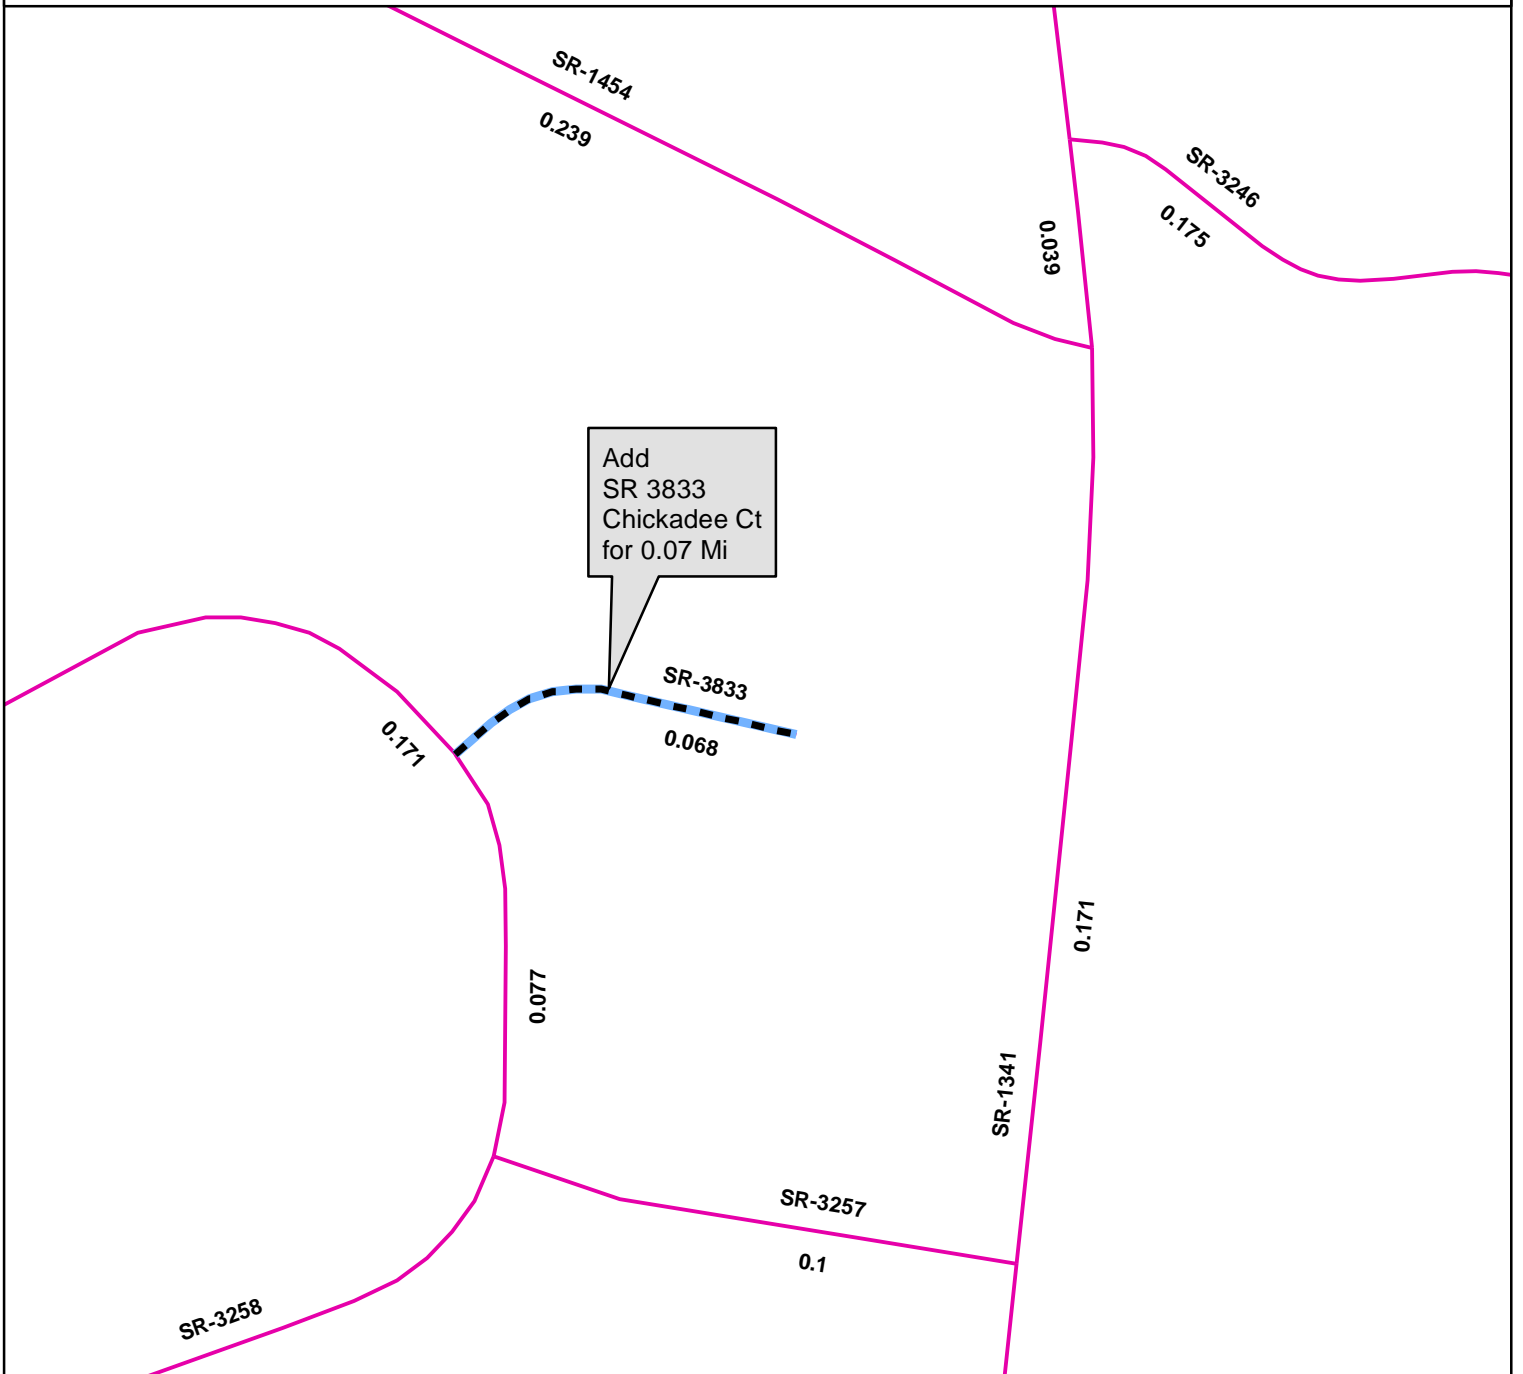 SR-1454
0.239
SR-3246
0.175
0.039
Add
SR 3833
Chickadee Ct
for 0.07 Mi
SR-3833
0.068
0.171
0.171
0.077
SR-1341
SR-3257
0.1
SR-3258